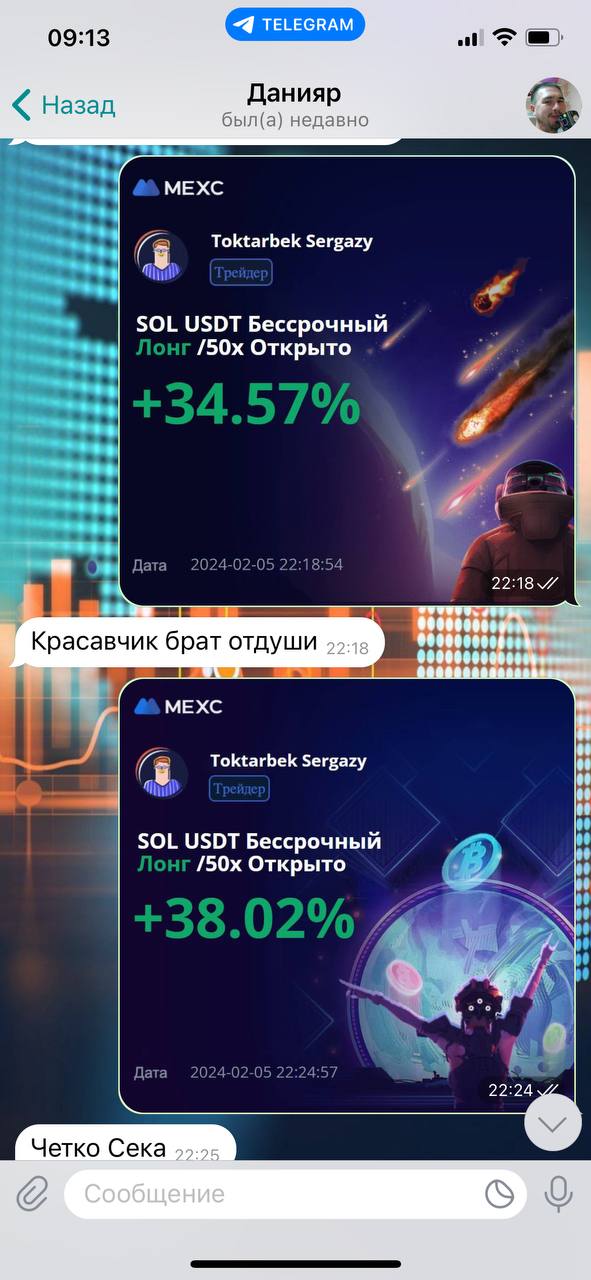 09:13
TELEGRAM
Назад
Данияр
был(а) недавно
MEXC
Toktarbek Sergazy
Трейдер
SOL USDT Бессрочный
Лонг /50x Открыто
+34.57%
Дата 2024-02-05 22:18:54
22:18
Красавчик брат отдуши 22:18
MEXC
Toktarbek Sergazy
Трейдер
SOL USDT Бессрочный
Лонг /50x Открыто
+38.02%
Дата 2024-02-05 22:24:57
22:24
Четко Сека 22:25
Сообщение